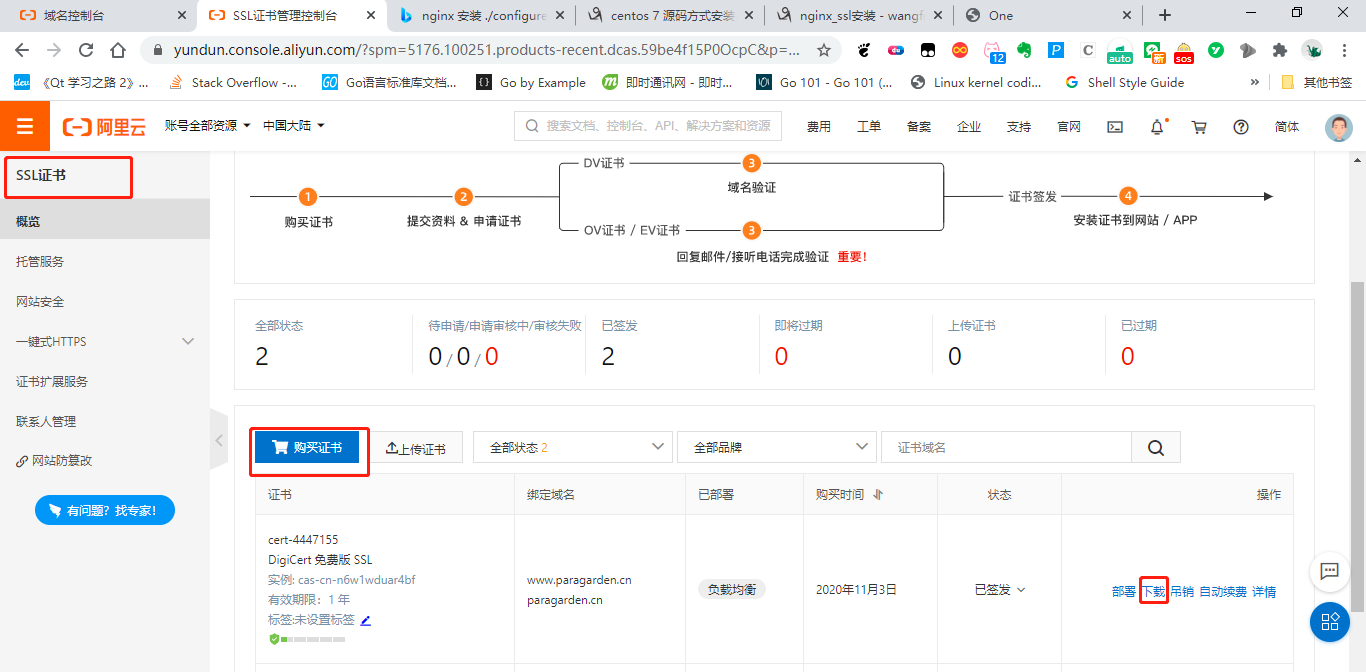 域名控制台
SSL证书管理控制台
nginx 安装 ./configure
centos 7 源码方式安装
nginx_ssl安装 - wangf
One
yundun.console.aliyun.com/?spm=5176.100251.products-recent.dcas.59be4f15P0OcpC&p=...
12
auto
新
sos
《Qt 学习之路 2》...
Stack Overflow -...
Go语言标准库文档...
Go by Example
即时通讯网 - 即时...
Go 101 - Go 101 (...
Linux kernel codi...
Shell Style Guide
»
其他书签
阿里云
账号全部资源
中国大陆
搜索文档、控制台、API、解决方案和资源
费用
工单
备案
企业
支持
官网
简体
SSL证书
概览
托管服务
网站安全
一键式HTTPS
证书扩展服务
联系人管理
网站防篡改
有问题? 找专家!
1
购买证书
2
提交资料 & 申请证书
DV证书
3
域名验证
OV证书 / EV证书
3
回复邮件/接听电话完成验证 重要!
证书签发
4
安装证书到网站 / APP
全部状态
2
待申请/申请审核中/审核失败
0 / 0 / 0
已签发
2
即将过期
0
上传证书
0
已过期
0
购买证书
上传证书
全部状态 2
全部品牌
证书域名
证书
绑定域名
已部署
购买时间
状态
操作
cert-4447155
DigiCert 免费版 SSL
实例: cas-cn-n6w1wduar4bf
有效期限: 1 年
标签:未设置标签
www.paragarden.cn
paragarden.cn
负载均衡
2020年11月3日
已签发
部署 下载 吊销 自动续费 详情